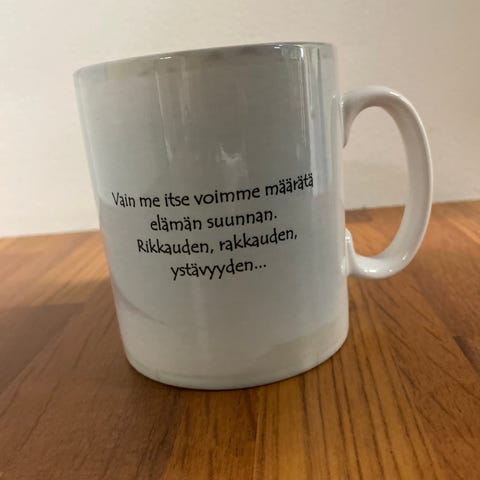 Vain me itse voimme määrätä
elämän suunnan.
Rikkauden, rakkauden,
ystävyyden...